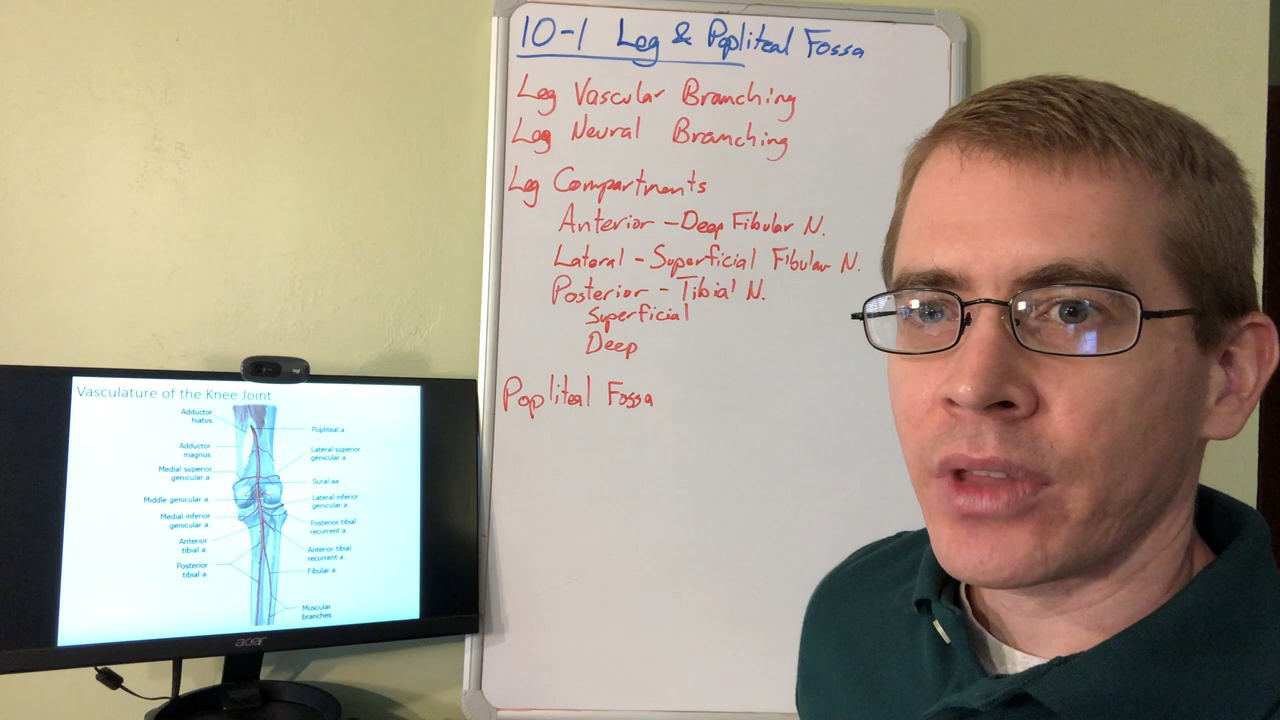 10-1 Leg & Popliteal Fossa
Leg Vascular Branching
Leg Neural Branching
Leg Compartments
Anterior - Deep Fibular N.
Lateral - Superficial Fibular N.
Posterior - Tibial N.
Superficial
Deep
Popliteal Fossa
Vasculature of the Knee Joint
Adductor
hiatus
Adductor
magnus
Medial superior
genicular a.
Middle genicular a.
Medial inferior
genicular a.
Anterior
tibial a.
Posterior
tibial a.
Popliteal a.
Lateral superior
genicular a.
Sural aa.
Lateral inferior
genicular a.
Posterior tibial
recurrent a.
Anterior tibial
recurrent a.
Fibular a.
Muscular
branches
acer